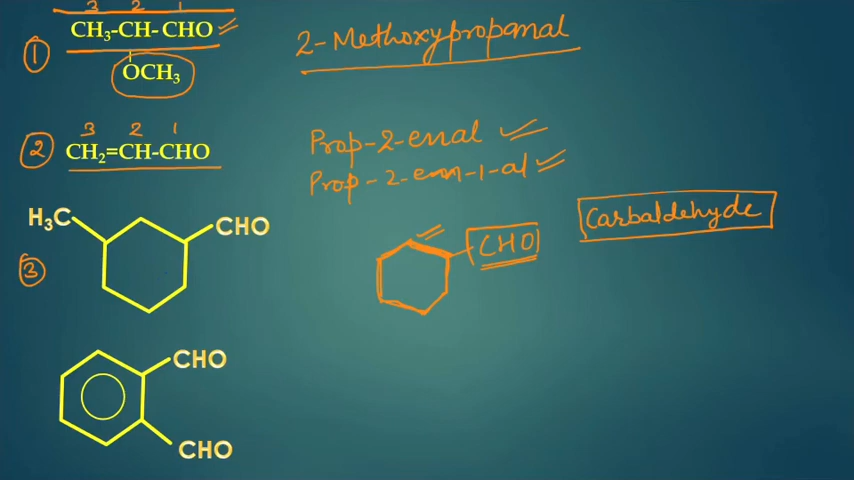 3 2 1
CH₃-CH-CHO
① OCH₃
2-Methoxypropanal
3 2 1
② CH₂=CH-CHO
Prop-2-enal
Prop-2-en-1-al
③ H₃C CHO
CHO
Carbaldehyde
CHO
CHO